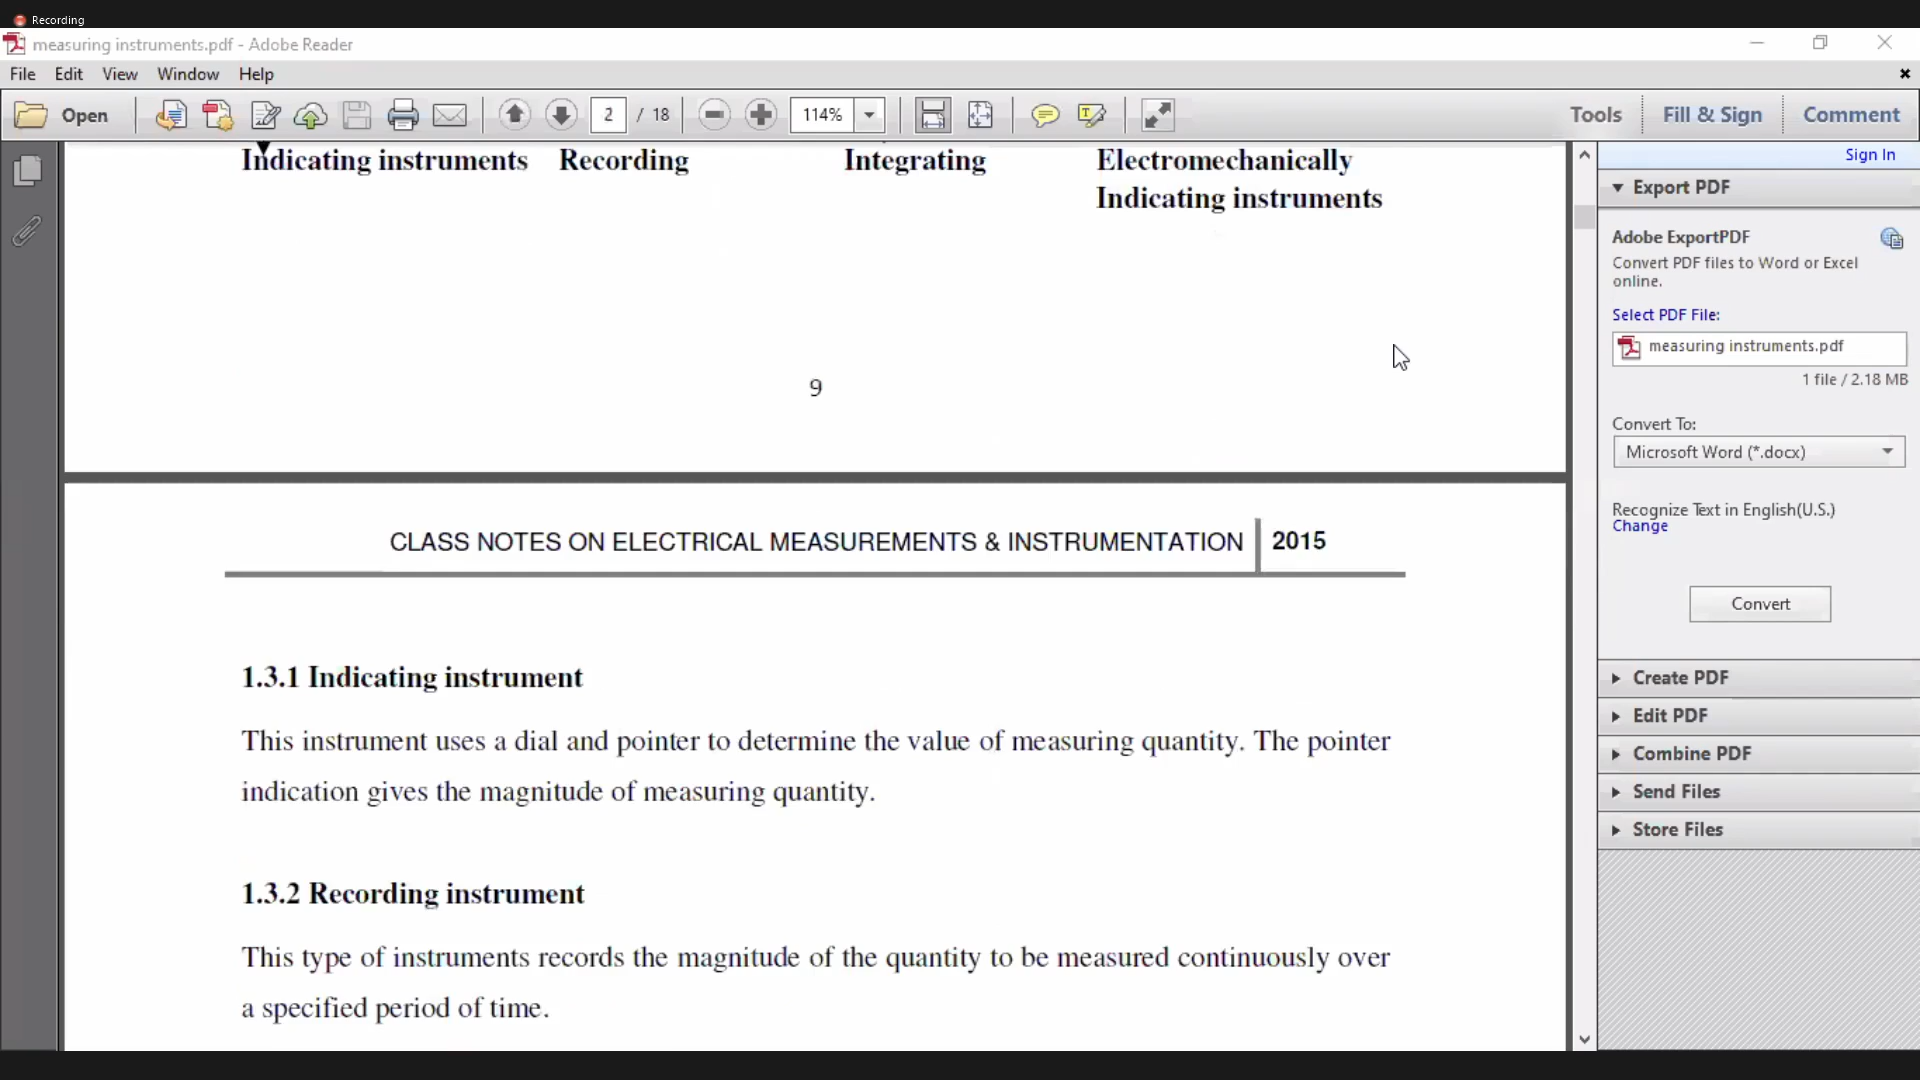 Recording
measuring instruments.pdf - Adobe Reader
File Edit View Window Help
Open 2 / 18 114% Tools Fill & Sign Comment
Sign In
Indicating instruments Recording Integrating Electromechanically
Indicating instruments
9
CLASS NOTES ON ELECTRICAL MEASUREMENTS & INSTRUMENTATION 2015
1.3.1 Indicating instrument
This instrument uses a dial and pointer to determine the value of measuring quantity. The pointer
indication gives the magnitude of measuring quantity.
1.3.2 Recording instrument
This type of instruments records the magnitude of the quantity to be measured continuously over
a specified period of time.
Export PDF
Adobe ExportPDF
Convert PDF files to Word or Excel
online.
Select PDF File:
measuring instruments.pdf
1 file / 2.18 MB
Convert To:
Microsoft Word (*.docx)
Recognize Text in English(U.S.)
Change
Convert
Create PDF
Edit PDF
Combine PDF
Send Files
Store Files